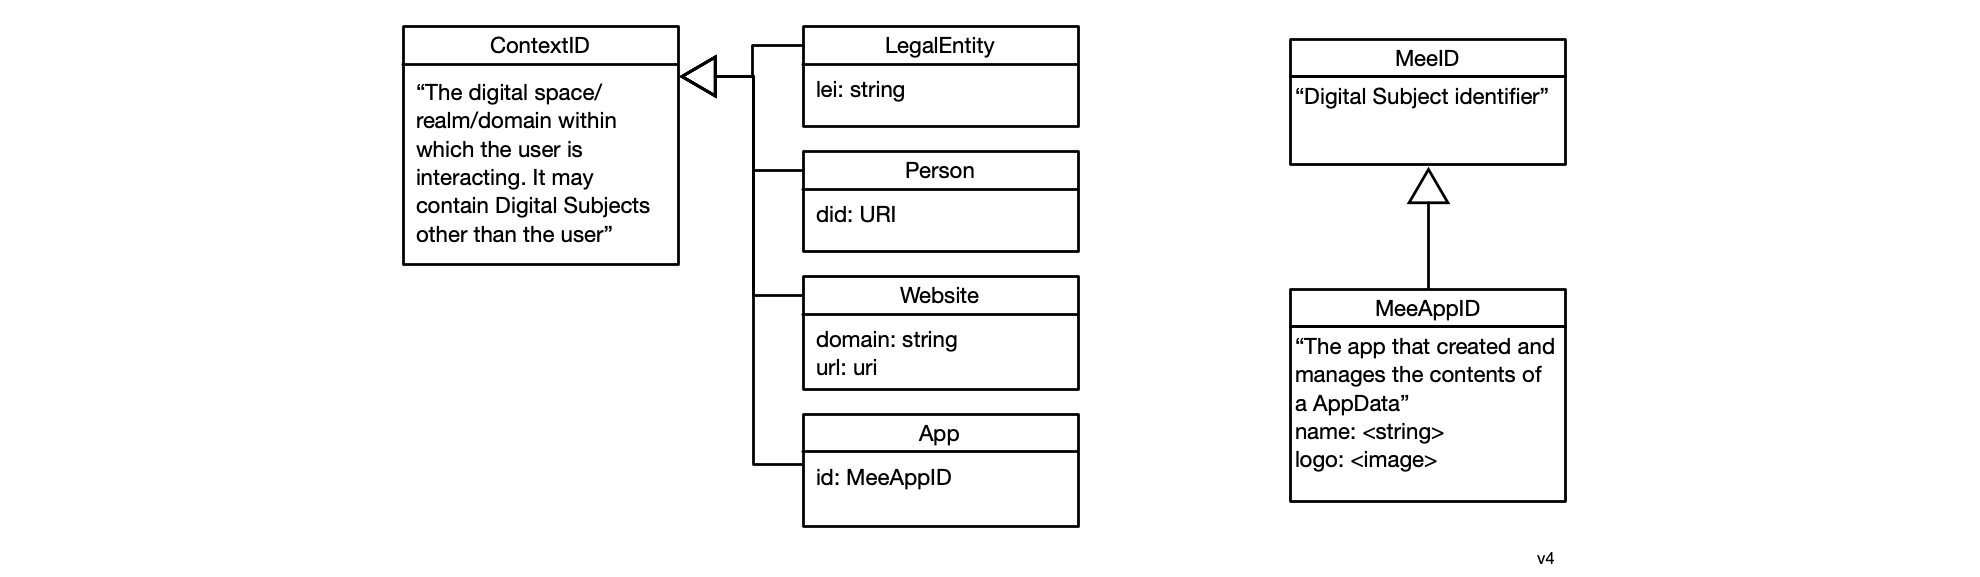 ContextID
“The digital space/
realm/domain within
which the user is
interacting. It may
contain Digital Subjects
other than the user”
LegalEntity
lei: string
Person
did: URI
Website
domain: string
url: uri
App
id: MeeAppID
MeeID
“Digital Subject identifier”
MeeAppID
“The app that created and
manages the contents of
a AppData”
name: <string>
logo: <image>
v4